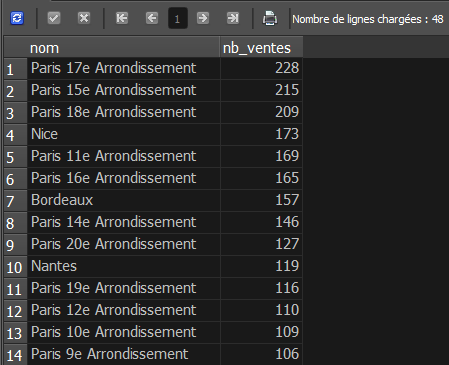 1 Nombre de lignes chargées : 48
nom nb_ventes
1 Paris 17e Arrondissement 228
2 Paris 15e Arrondissement 215
3 Paris 18e Arrondissement 209
4 Nice 173
5 Paris 11e Arrondissement 169
6 Paris 16e Arrondissement 165
7 Bordeaux 157
8 Paris 14e Arrondissement 146
9 Paris 20e Arrondissement 127
10 Nantes 119
11 Paris 19e Arrondissement 116
12 Paris 12e Arrondissement 110
13 Paris 10e Arrondissement 109
14 Paris 9e Arrondissement 106